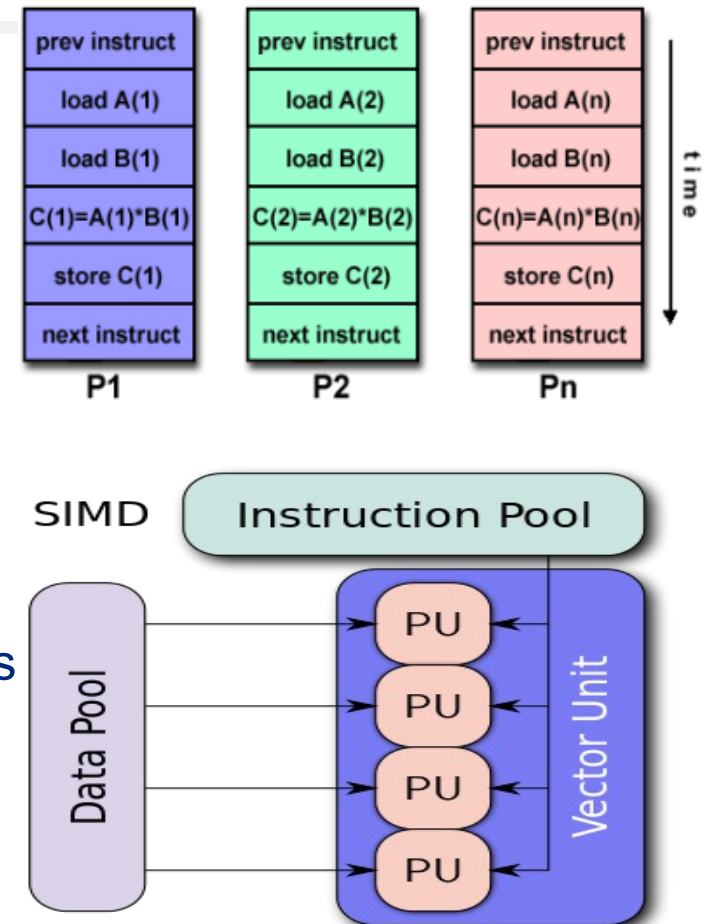 prev instruct
load A(1)
load B(1)
C(1)=A(1)*B(1)
store C(1)
next instruct
P1
prev instruct
load A(2)
load B(2)
C(2)=A(2)*B(2)
store C(2)
next instruct
P2
prev instruct
load A(n)
load B(n)
C(n)=A(n)*B(n)
store C(n)
next instruct
Pn
time
SIMD
Instruction Pool
s
Data Pool
PU
PU
PU
PU
Vector Unit